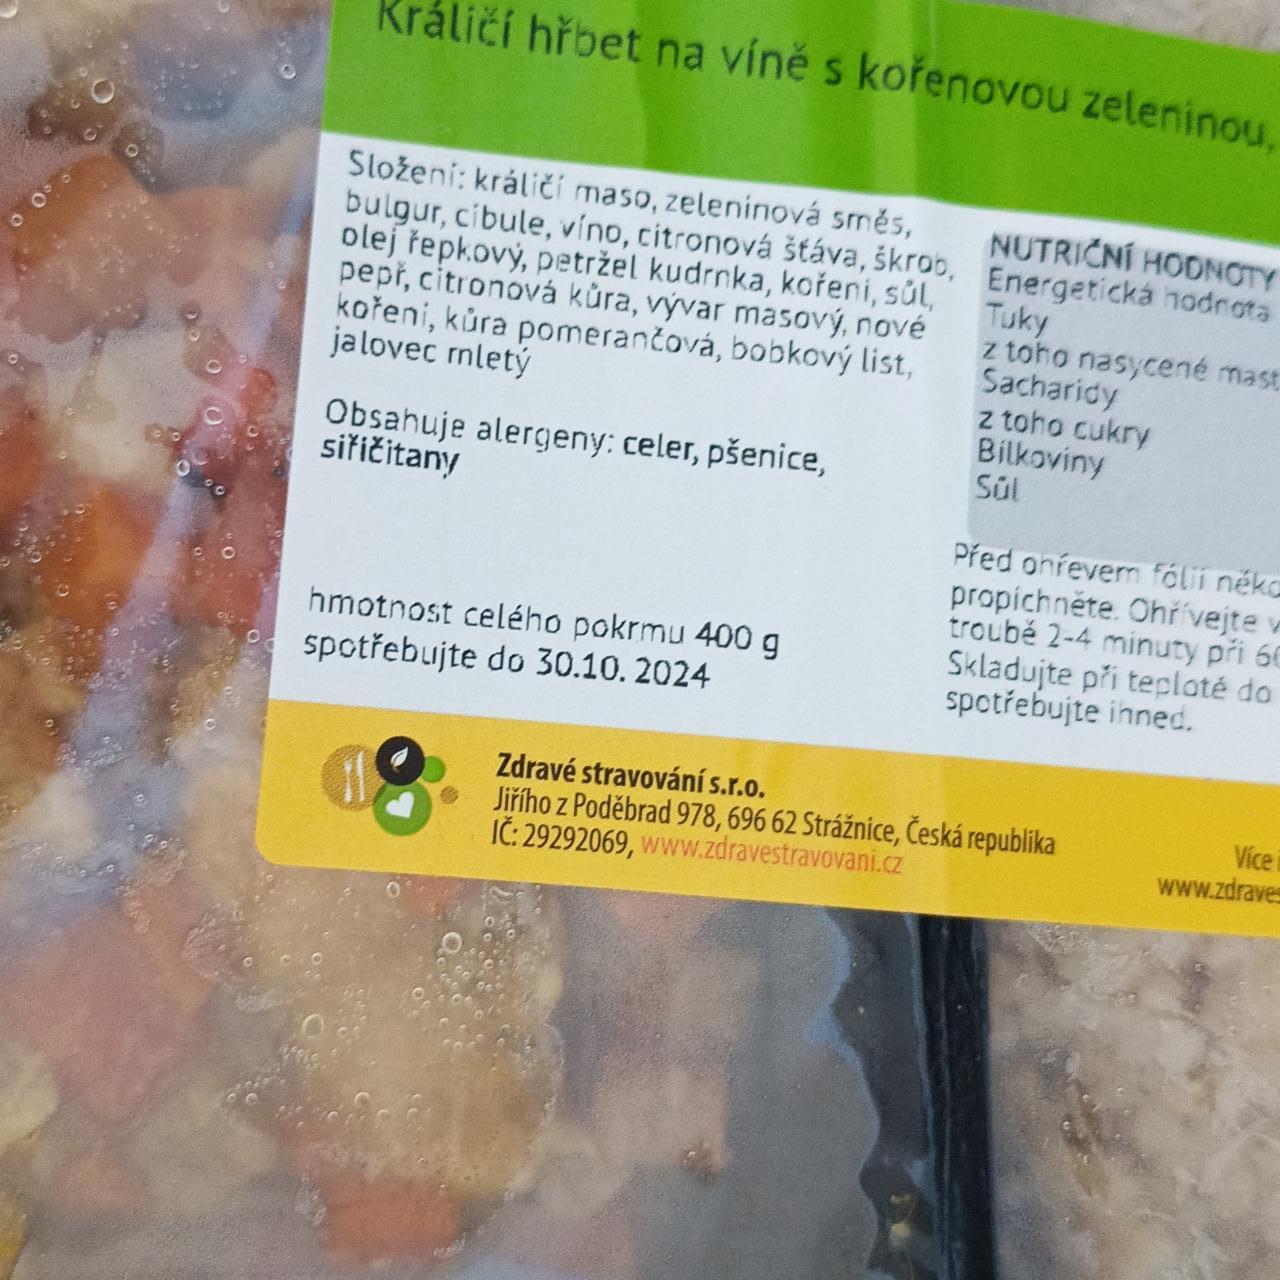 Králičí hřbet na víně s kořenovou zeleninou,
Složení: králičí maso, zeleninová směs,
bulgur, cibule, víno, citronová šťáva, škrob,
olej řepkový, petržel kudrnka, koření, sůl,
pepř, citronová kůra, vývar masový, nové
koření, kůra pomerančová, bobkový list,
jalovec mletý
Obsahuje alergeny: celer, pšenice,
siřičitany
hmotnost celého pokrmu 400 g
spotřebujte do 30.10. 2024
NUTRIČNÍ HODNOTY
Energetická hodnota
Tuky
z toho nasycené mast
Sacharidy
z toho cukry
Bílkoviny
Sůl
Před ohřevem fólií něko
propíchněte. Ohřívejte v
troubě 2-4 minuty při 60
Skladujte při teplotě do
spotřebujte ihned.
Zdravé stravování s.r.o.
Jiřího z Poděbrad 978, 696 62 Strážnice, Česká republika
IČ: 29292069, www.zdravestravovani.cz
Více i
www.zdraves